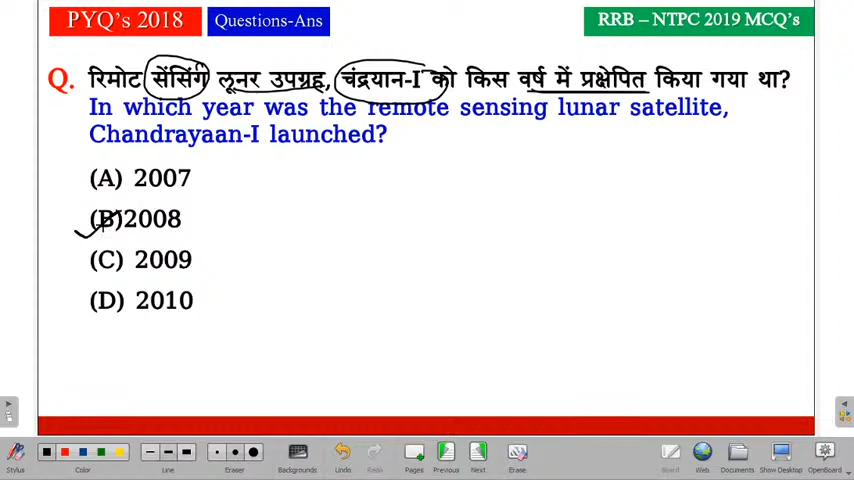 PYQ's 2018
Questions-Ans
RRB – NTPC 2019 MCQ's
Q. रिमोट सेंसिंग लूनर उपग्रह, चंद्रयान-I को किस वर्ष में प्रक्षेपित किया गया था?
In which year was the remote sensing lunar satellite,
Chandrayaan-I launched?
(A) 2007
(B) 2008
(C) 2009
(D) 2010
Stylus Color Line Eraser Backgrounds Undo Redo Pages Previous Next Erase Board Web Documents Show Desktop OpenBoard